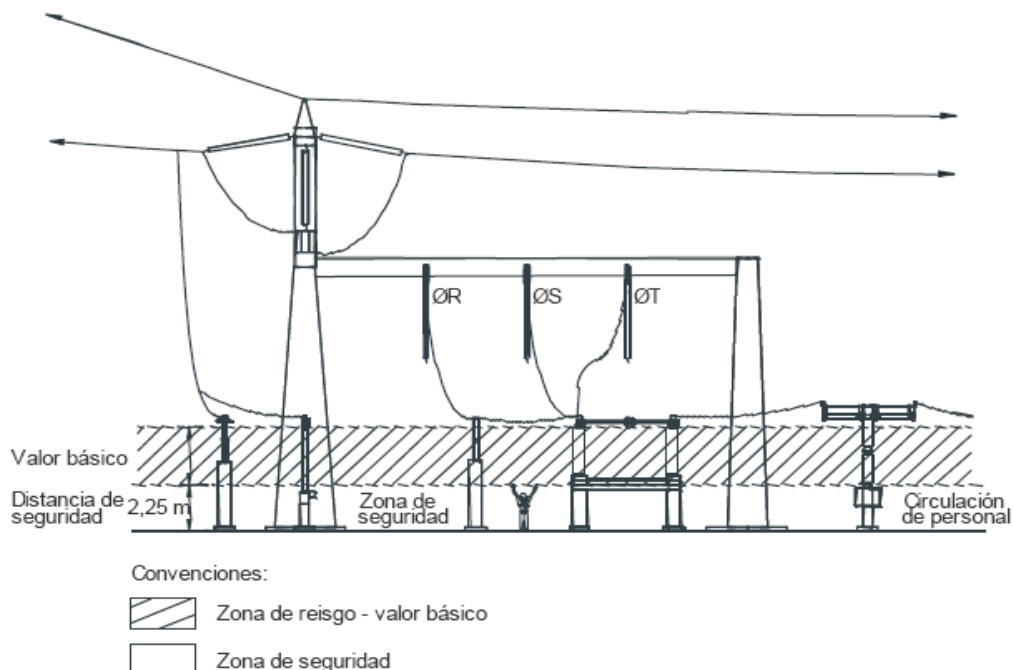 ØR
ØS
ØT
Valor básico
Distancia de
seguridad
2,25 m
Zona de
seguridad
Circulación
de personal
Convenciones:
Zona de reisgo - valor básico
Zona de seguridad